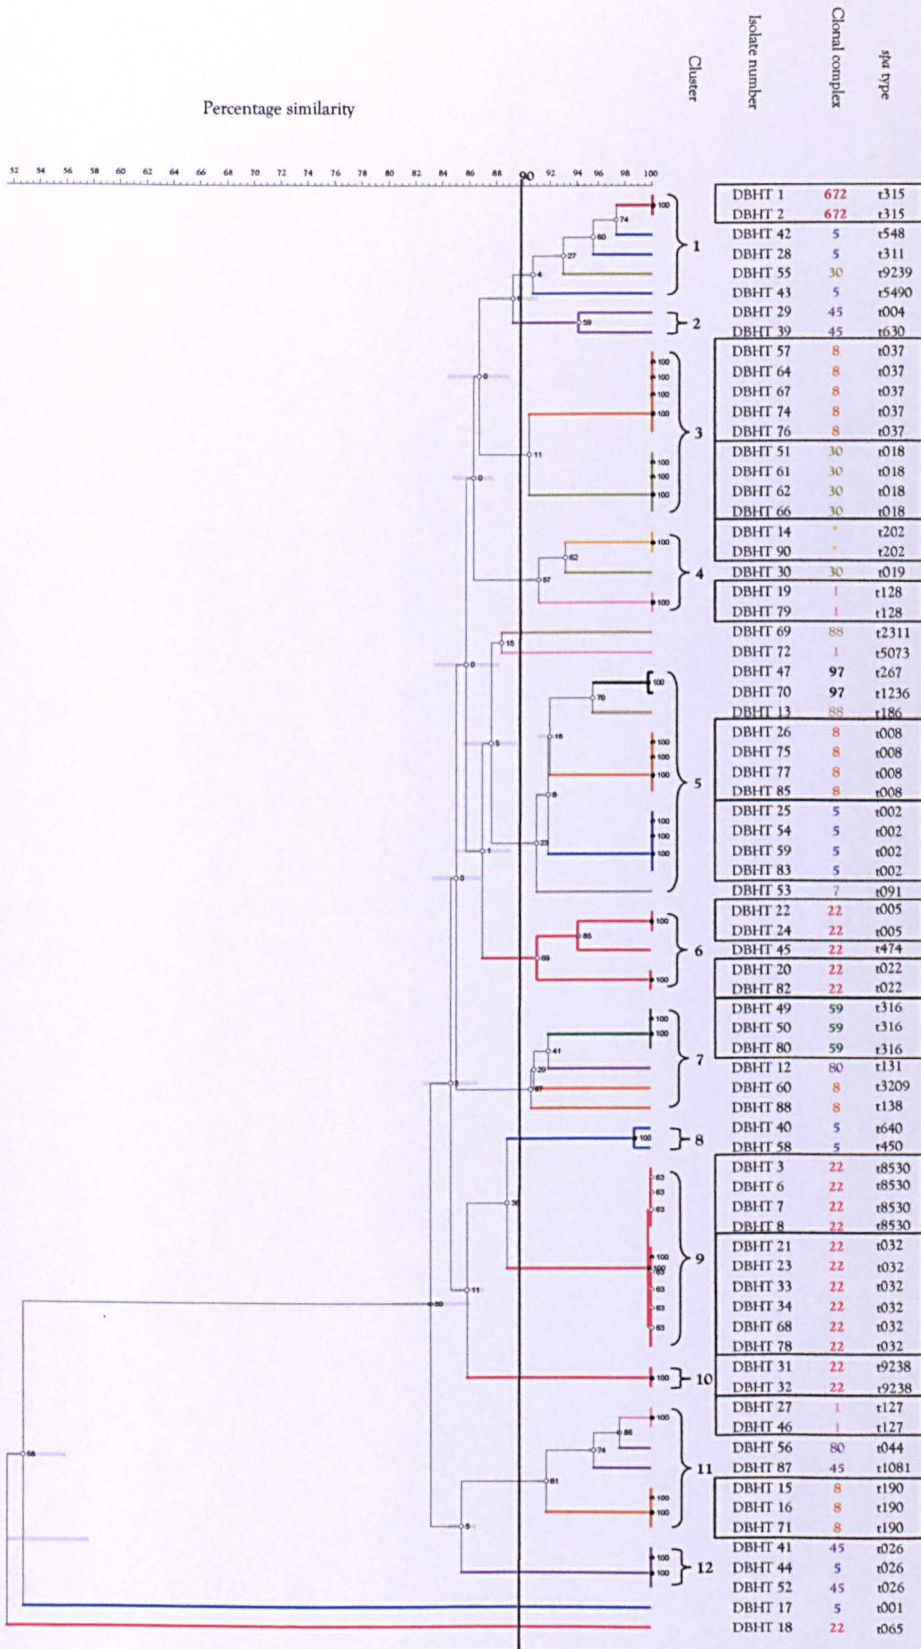 Percentage similarity
Cluster
Isolate number
Clonal complex
spa type
52 54 56 58 60 62 64 66 68 70 72 74 76 78 80 82 84 86 88 90 92 94 96 98 100
DBHT 1 672 t315
DBHT 2 672 t315
DBHT 42 5 t548
DBHT 28 5 t311
DBHT 55 30 t9239
DBHT 43 5 t5490
DBHT 29 45 t004
DBHT 39 45 t630
DBHT 57 8 t037
DBHT 64 8 t037
DBHT 67 8 t037
DBHT 74 8 t037
DBHT 76 8 t037
DBHT 51 30 t018
DBHT 61 30 t018
DBHT 62 30 t018
DBHT 66 30 t018
DBHT 14 * t202
DBHT 90 * t202
DBHT 30 30 t019
DBHT 19 1 t128
DBHT 79 1 t128
DBHT 69 88 t2311
DBHT 72 1 t5073
DBHT 47 97 t267
DBHT 70 97 t1236
DBHT 13 88 t186
DBHT 26 8 t008
DBHT 75 8 t008
DBHT 77 8 t008
DBHT 85 8 t008
DBHT 25 5 t002
DBHT 54 5 t002
DBHT 59 5 t002
DBHT 83 5 t002
DBHT 53 7 t091
DBHT 22 22 t005
DBHT 24 22 t005
DBHT 45 22 t474
DBHT 20 22 t022
DBHT 82 22 t022
DBHT 49 59 t316
DBHT 50 59 t316
DBHT 80 59 t316
DBHT 12 80 t131
DBHT 60 8 t3209
DBHT 88 8 t138
DBHT 40 5 t640
DBHT 58 5 t450
DBHT 3 22 t8530
DBHT 6 22 t8530
DBHT 7 22 t8530
DBHT 8 22 t8530
DBHT 21 22 t032
DBHT 23 22 t032
DBHT 33 22 t032
DBHT 34 22 t032
DBHT 68 22 t032
DBHT 78 22 t032
DBHT 31 22 t9238
DBHT 32 22 t9238
DBHT 27 1 t127
DBHT 46 1 t127
DBHT 56 80 t044
DBHT 87 45 t1081
DBHT 15 8 t190
DBHT 16 8 t190
DBHT 71 8 t190
DBHT 41 45 t026
DBHT 44 5 t026
DBHT 52 45 t026
DBHT 17 5 t001
DBHT 18 22 t065
1
2
3
4
5
6
7
8
9
10
11
12